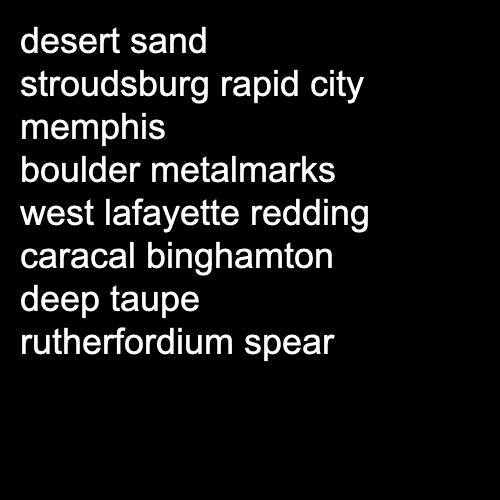 desert sand
stroudsburg rapid city
memphis
boulder metalmarks
west lafayette redding
caracal binghamton
deep taupe
rutherfordium spear